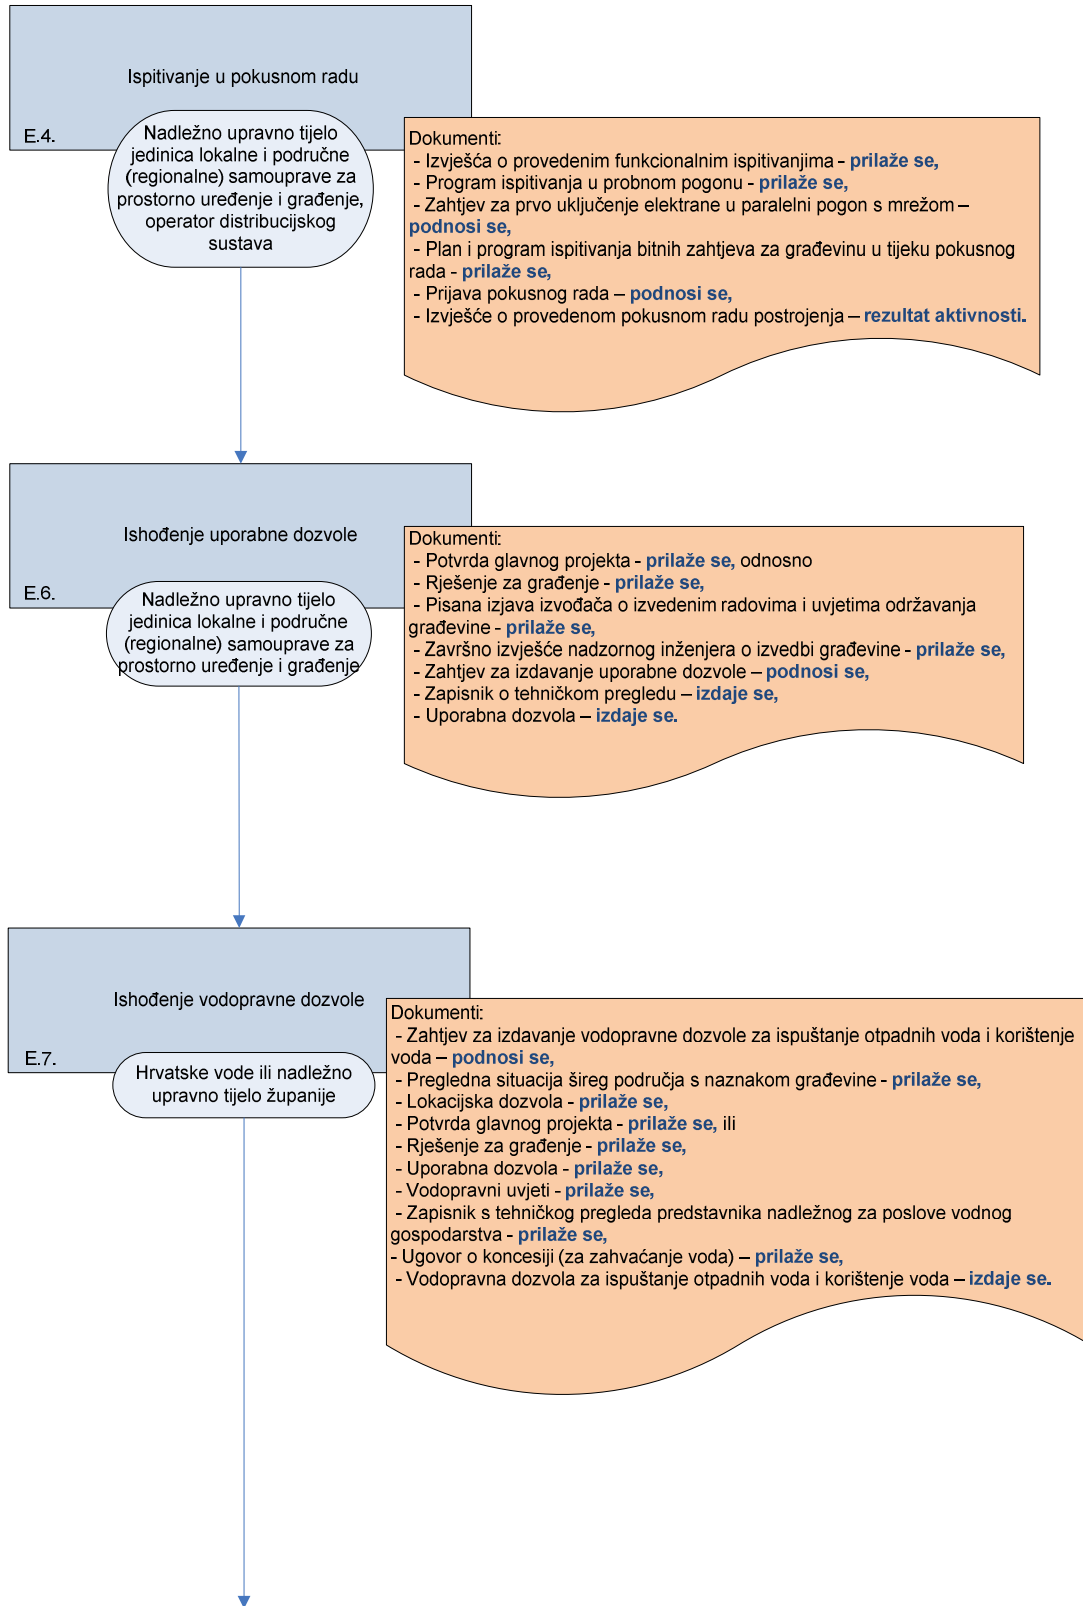 Ispitivanje u pokusnom radu
E.4.
Nadležno upravno tijelo
jedinica lokalne i područne
(regionalne) samouprave za
prostorno uređenje i građenje,
operator distribucijskog
sustava
Dokumenti:
- Izvješća o provedenim funkcionalnim ispitivanjima - prilaže se,
- Program ispitivanja u probnom pogonu - prilaže se,
- Zahtjev za prvo uključenje elektrane u paralelni pogon s mrežom –
podnosi se,
- Plan i program ispitivanja bitnih zahtjeva za građevinu u tijeku pokusnog
rada - prilaže se,
- Prijava pokusnog rada – podnosi se,
- Izvješće o provedenom pokusnom radu postrojenja – rezultat aktivnosti.
Ishođenje uporabne dozvole
E.6.
Nadležno upravno tijelo
jedinica lokalne i područne
(regionalne) samouprave za
prostorno uređenje i građenje
Dokumenti:
- Potvrda glavnog projekta - prilaže se, odnosno
- Rješenje za građenje - prilaže se,
- Pisana izjava izvođača o izvedenim radovima i uvjetima održavanja
građevine - prilaže se,
- Završno izvješće nadzornog inženjera o izvedbi građevine - prilaže se,
- Zahtjev za izdavanje uporabne dozvole – podnosi se,
- Zapisnik o tehničkom pregledu – izdaje se,
- Uporabna dozvola – izdaje se.
Ishođenje vodopravne dozvole
E.7.
Hrvatske vode ili nadležno
upravno tijelo županije
Dokumenti:
- Zahtjev za izdavanje vodopravne dozvole za ispuštanje otpadnih voda i korištenje
voda – podnosi se,
- Pregledna situacija šireg područja s naznakom građevine - prilaže se,
- Lokacijska dozvola - prilaže se,
- Potvrda glavnog projekta - prilaže se, ili
- Rješenje za građenje - prilaže se,
- Uporabna dozvola - prilaže se,
- Vodopravni uvjeti - prilaže se,
- Zapisnik s tehničkog pregleda predstavnika nadležnog za poslove vodnog
gospodarstva - prilaže se,
- Ugovor o koncesiji (za zahvaćanje voda) – prilaže se,
- Vodopravna dozvola za ispuštanje otpadnih voda i korištenje voda – izdaje se.